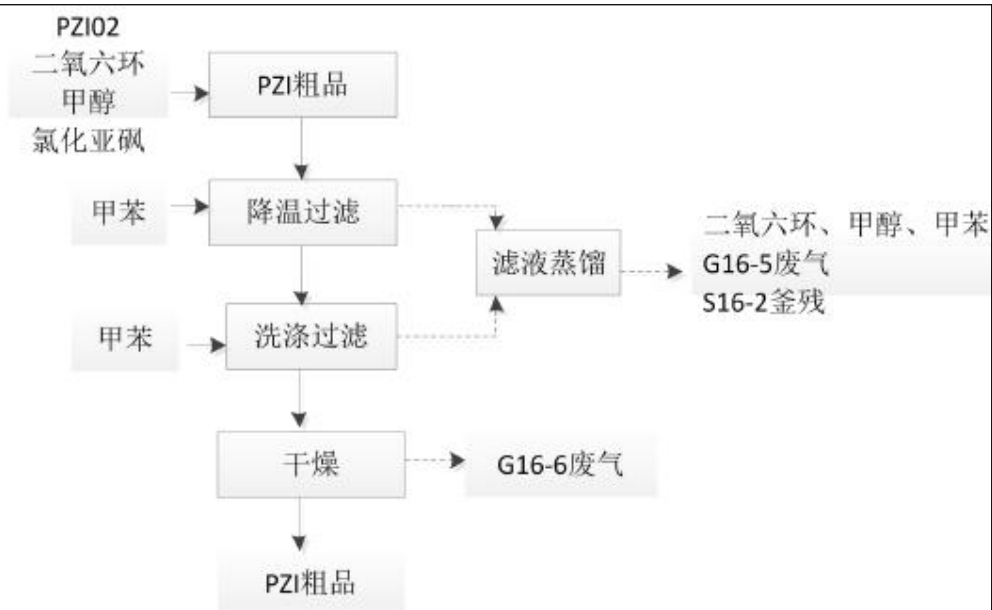 PZI02
二氧六环
甲醇
氯化亚砜
PZI粗品
甲苯
降温过滤
滤液蒸馏
二氧六环、甲醇、甲苯
G16-5废气
S16-2釜残
甲苯
洗涤过滤
干燥
G16-6废气
PZI粗品